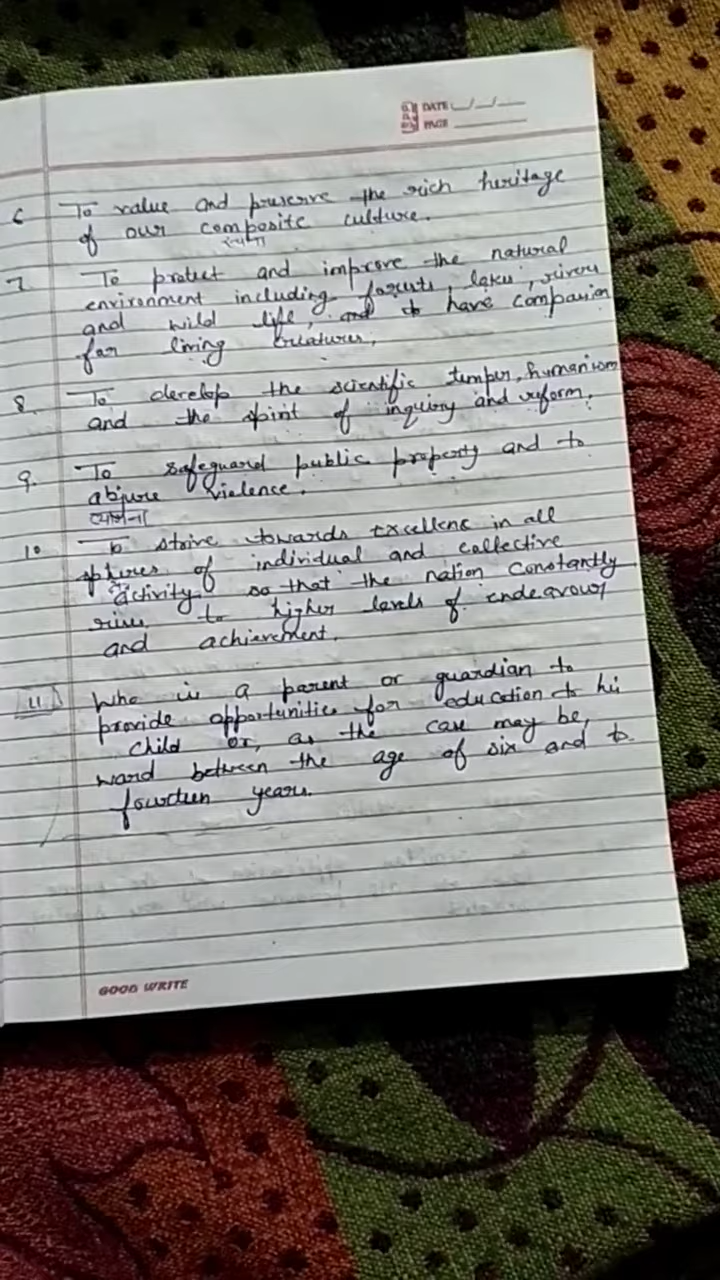 DATE
PAGE
6 To value and preserve the rich heritage
of our composite culture.
7. To protect and improve the natural
environment including forests, lakes, rivers
and wild life, and to have compassion
for living creatures,
8. To develop the scientific temper, humanism
and the spirit of inquiry and reform.
9. To safeguard public property and to
abjure violence.
10 To strive towards excellenc in all
spheres of individual and collective
activity so that the nation constantly
rises to higher levels of endeavour
and achievement.
11 Who is a parent or guardian to
provide opportunities for education to his
child or, as the case may be,
ward between the age of six and to
fourteen years.
GOOD WRITE